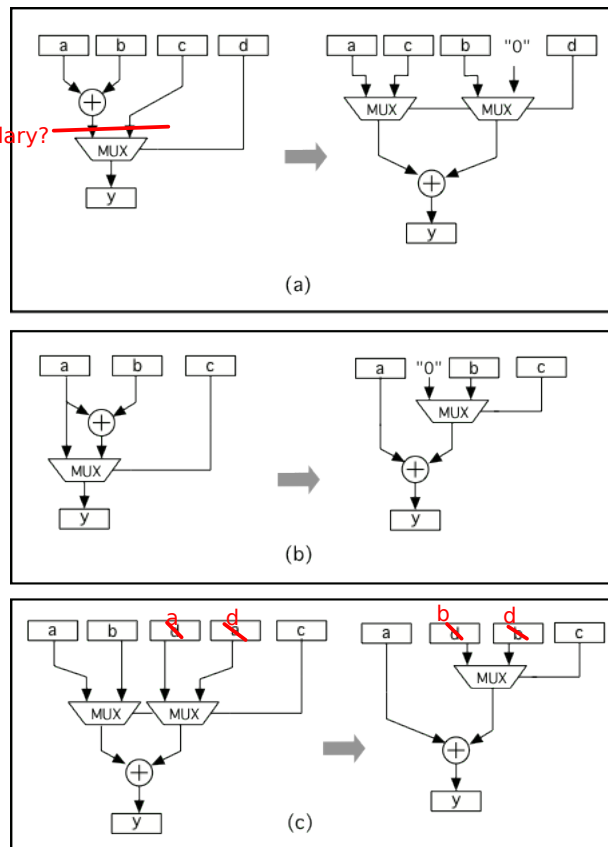 a b c d a c b "0" d
+ MUX MUX
lary? MUX +
y y
(a)
a b c a "0" b c
+ MUX
MUX +
y y
(b)
a d b d
a b d a c a d b c
MUX MUX MUX
+ +
y y
(c)